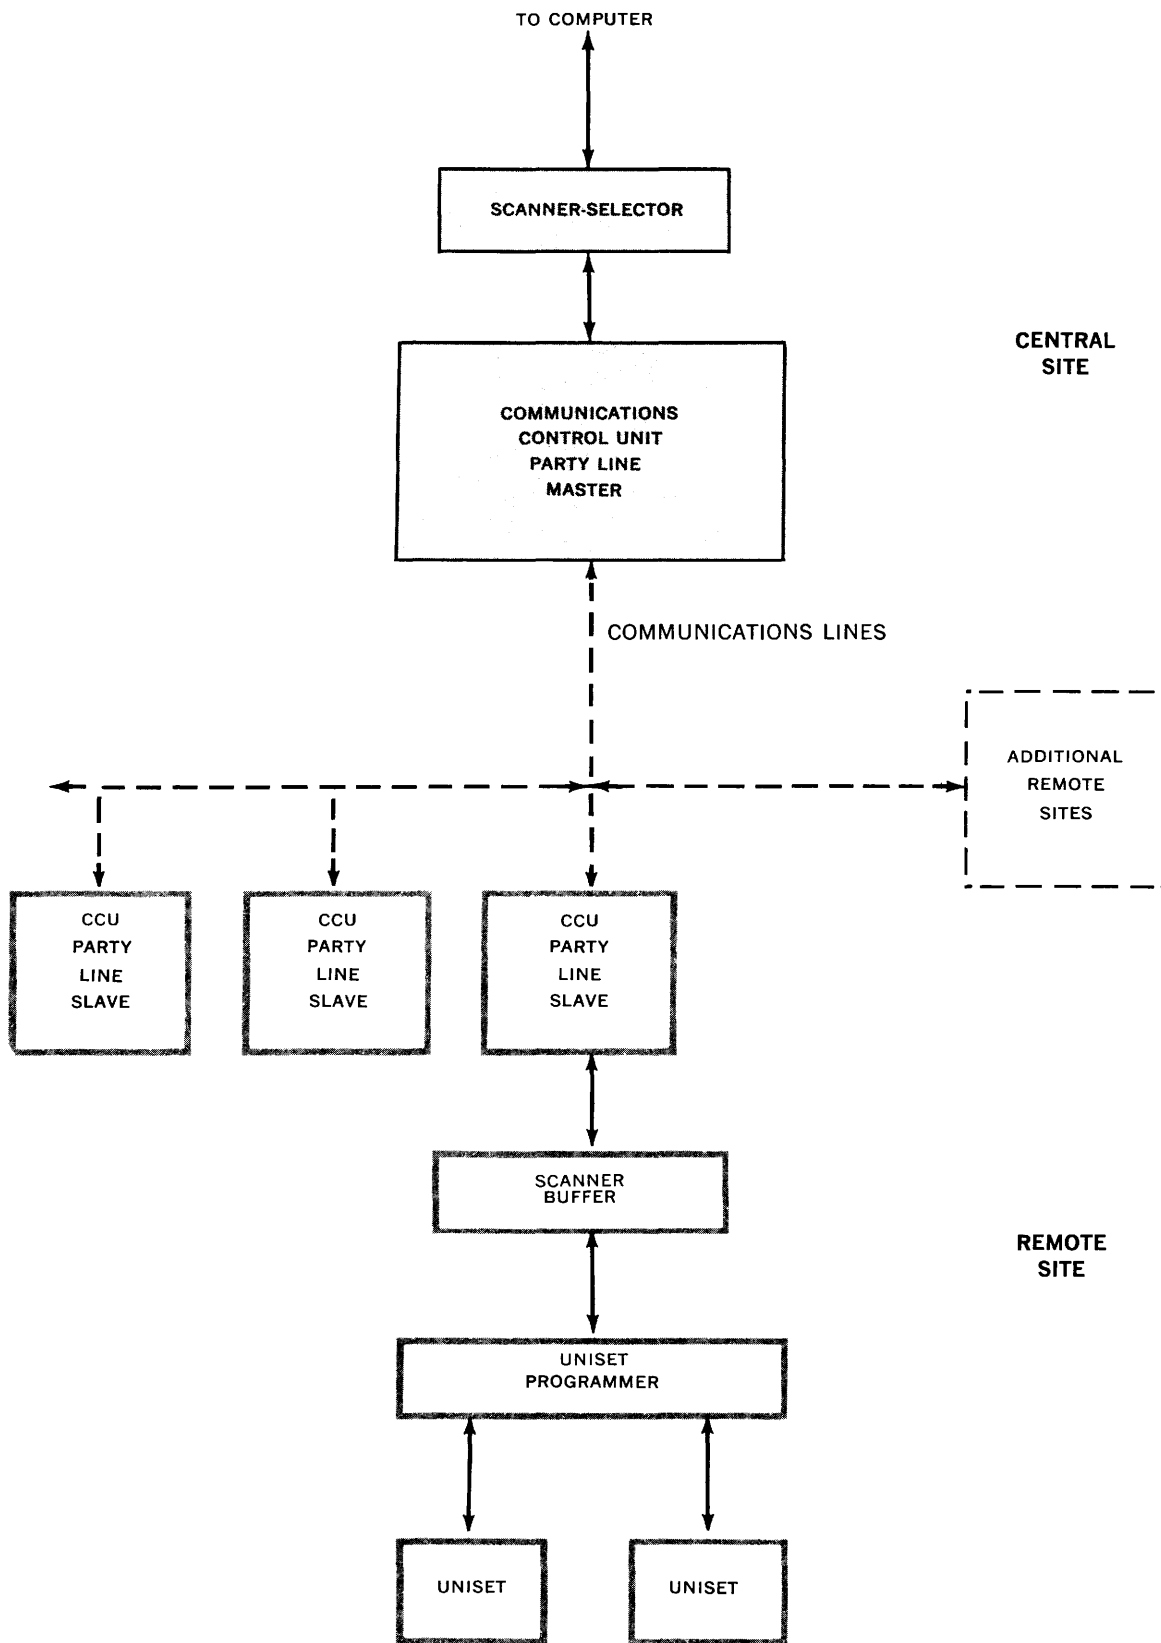 TO COMPUTER
SCANNER-SELECTOR
CENTRAL
SITE
COMMUNICATIONS
CONTROL UNIT
PARTY LINE
MASTER
COMMUNICATIONS LINES
ADDITIONAL
REMOTE
SITES
CCU
PARTY
LINE
SLAVE
CCU
PARTY
LINE
SLAVE
CCU
PARTY
LINE
SLAVE
SCANNER
BUFFER
REMOTE
SITE
UNISET
PROGRAMMER
UNISET
UNISET